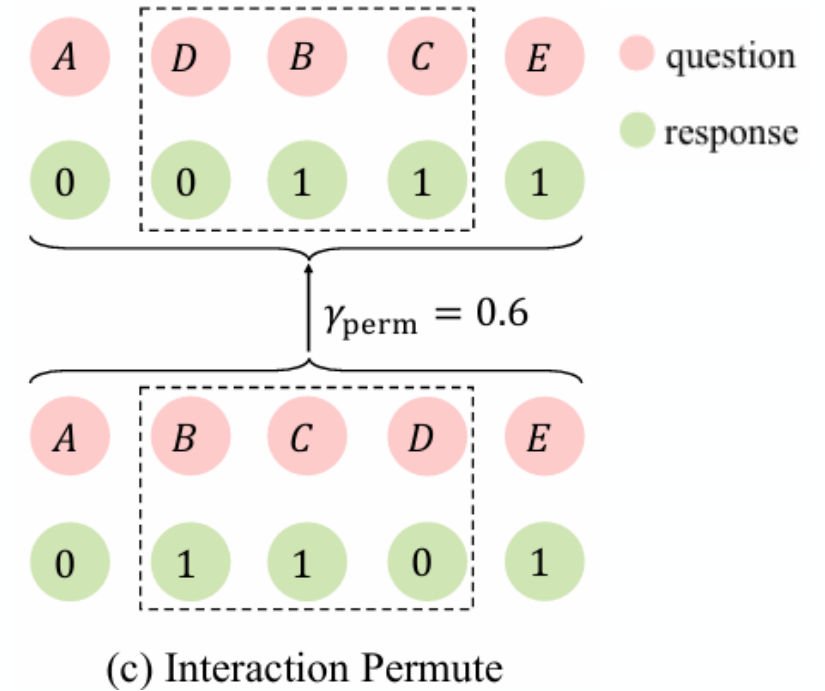 A D B C E
question
0 0 1 1 1
response
γperm = 0.6
A B C D E
0 1 1 0 1
(c) Interaction Permute